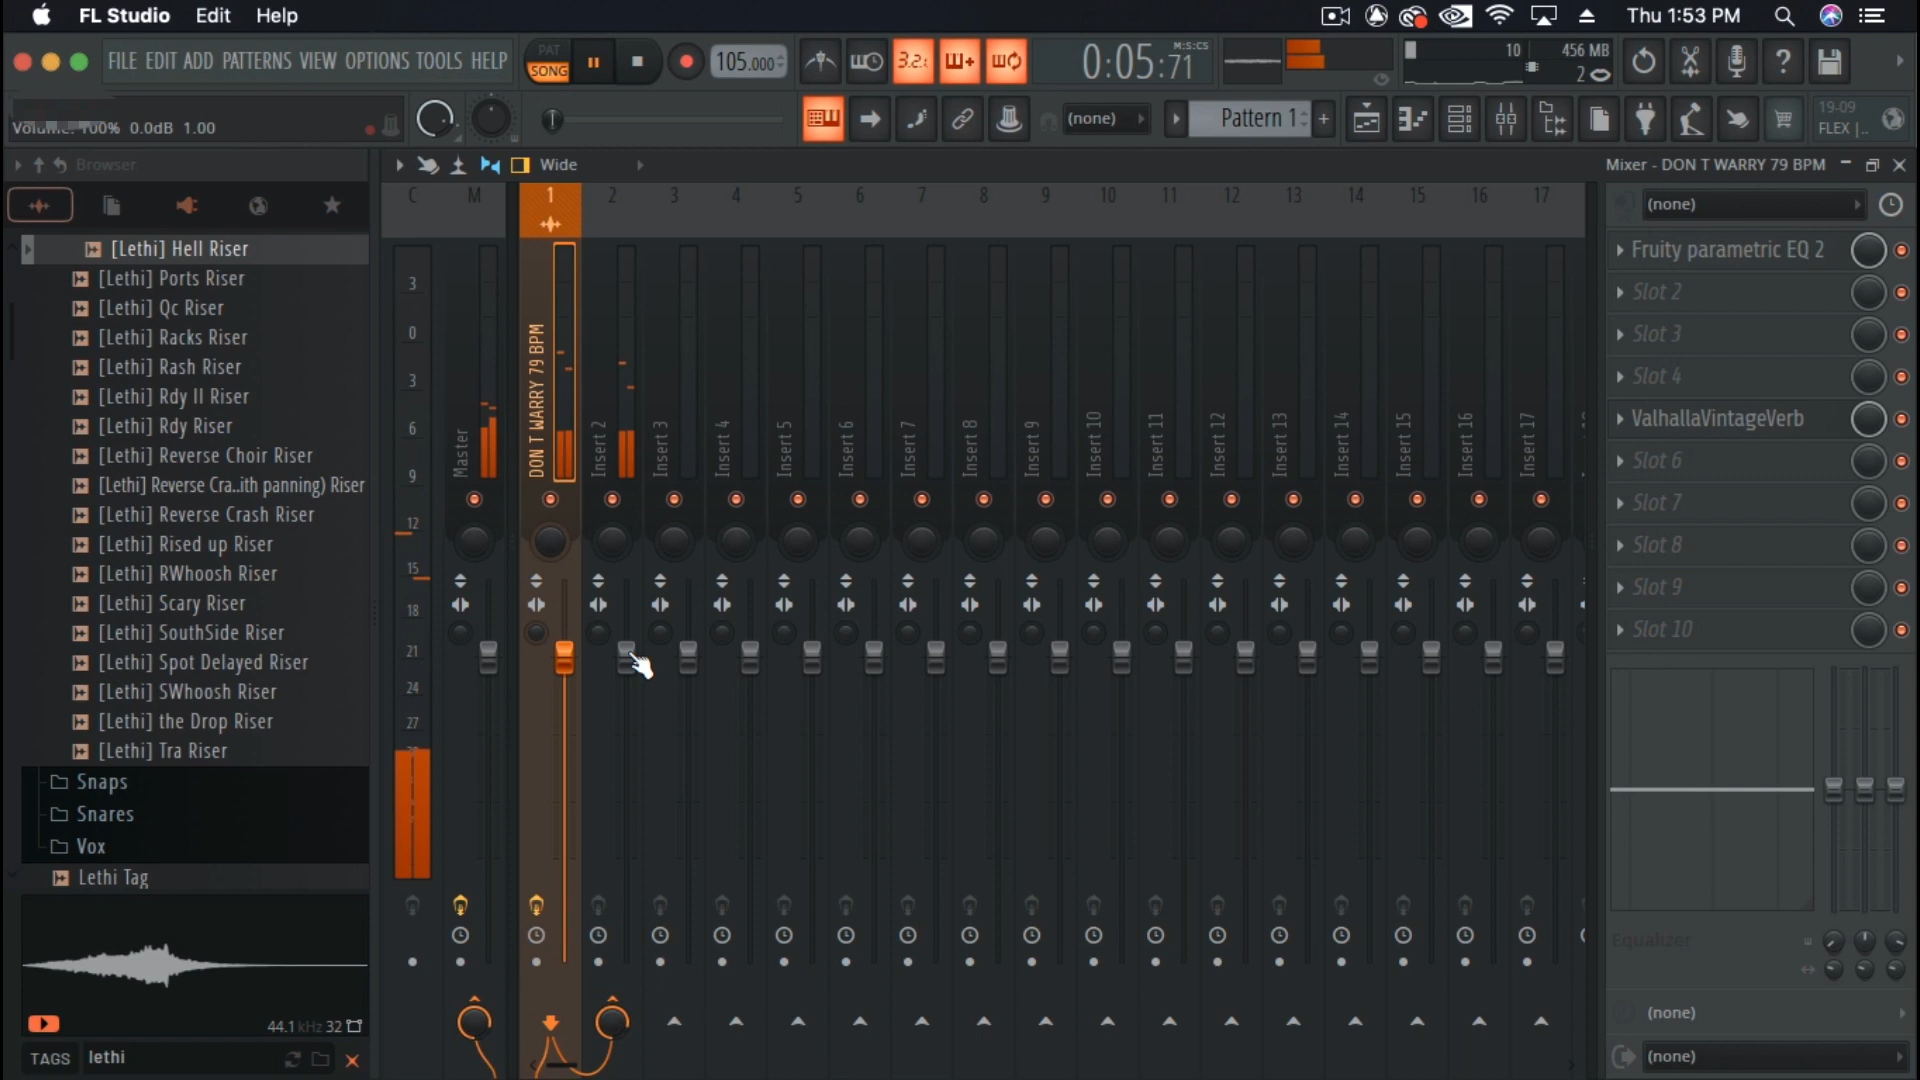 FL Studio Edit Help
Thu 1:53 PM
FILE EDIT ADD PATTERNS VIEW OPTIONS TOOLS HELP
PAT
SONG
105.000
3.2.
0:05:71
M:S:CS
10
456 MB
2
Volume: 100% 0.0dB 1.00
(none)
Pattern 1
+
19-09
FLEX |..
Browser
Wide
Mixer - DON T WARRY 79 BPM
C M 1 2 3 4 5 6 7 8 9 10 11 12 13 14 15 16 17
[Lethi] Hell Riser
[Lethi] Ports Riser
[Lethi] Qc Riser
[Lethi] Racks Riser
[Lethi] Rash Riser
[Lethi] Rdy II Riser
[Lethi] Rdy Riser
[Lethi] Reverse Choir Riser
[Lethi] Reverse Cra..ith panning) Riser
[Lethi] Reverse Crash Riser
[Lethi] Rised up Riser
[Lethi] RWhoosh Riser
[Lethi] Scary Riser
[Lethi] SouthSide Riser
[Lethi] Spot Delayed Riser
[Lethi] SWhoosh Riser
[Lethi] the Drop Riser
[Lethi] Tra Riser
Snaps
Snares
Vox
Lethi Tag
44.1 kHz 32
TAGS lethi
3
0
3
6
9
12
15
18
21
24
27
Master
DON T WARRY 79 BPM
Insert 2
Insert 3
Insert 4
Insert 5
Insert 6
Insert 7
Insert 8
Insert 9
Insert 10
Insert 11
Insert 12
Insert 13
Insert 14
Insert 15
Insert 16
Insert 17
(none)
Fruity parametric EQ 2
Slot 2
Slot 3
Slot 4
ValhallaVintageVerb
Slot 6
Slot 7
Slot 8
Slot 9
Slot 10
Equalizer
(none)
(none)